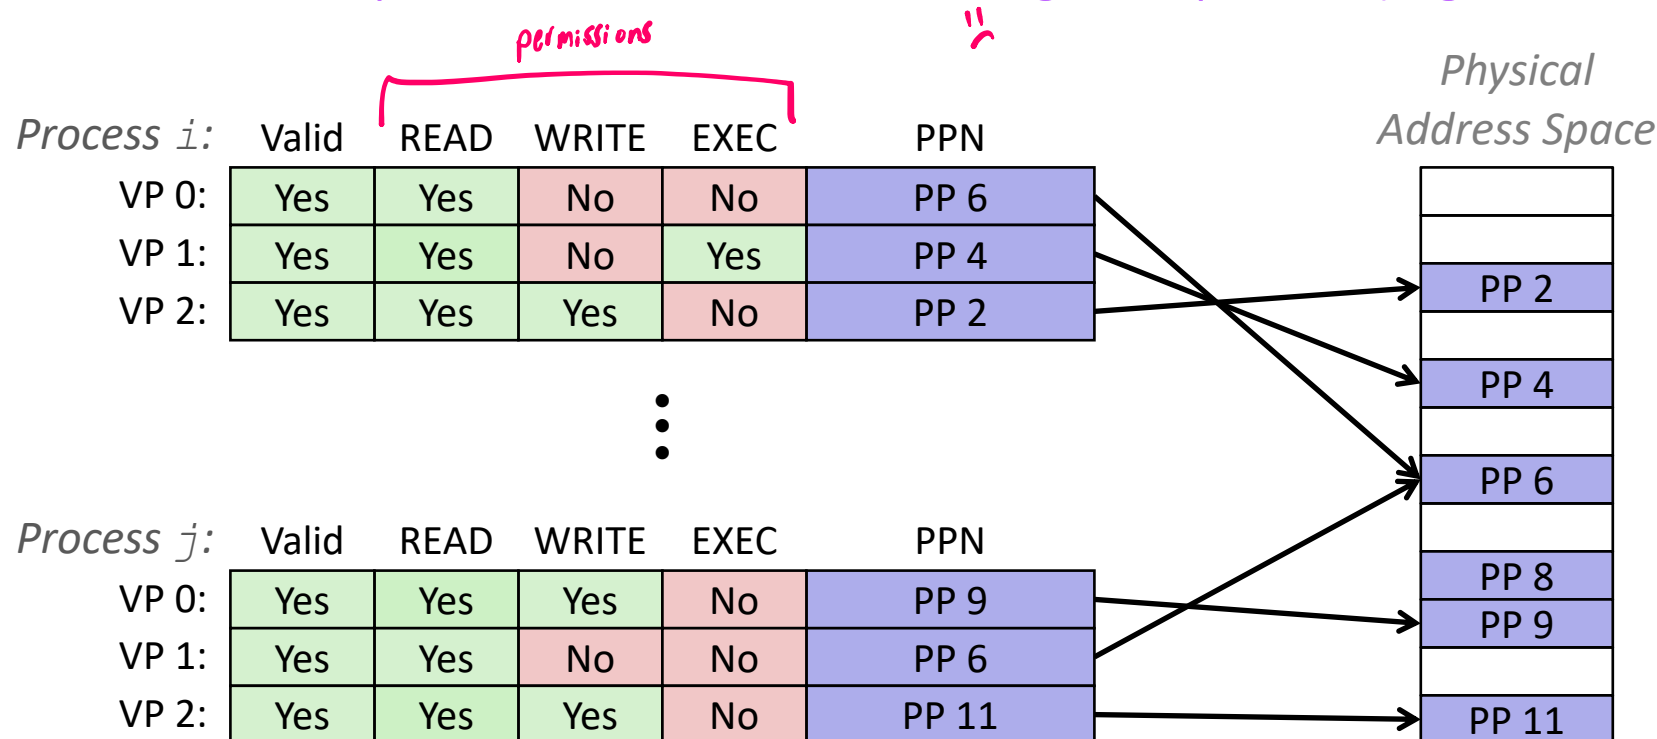 permissions
Physical
Address Space
Process i: Valid READ WRITE EXEC PPN
VP 0: Yes Yes No No PP 6
VP 1: Yes Yes No Yes PP 4
VP 2: Yes Yes Yes No PP 2
PP 2
PP 4
PP 6
PP 8
PP 9
PP 11
Process j: Valid READ WRITE EXEC PPN
VP 0: Yes Yes Yes No PP 9
VP 1: Yes Yes No No PP 6
VP 2: Yes Yes Yes No PP 11